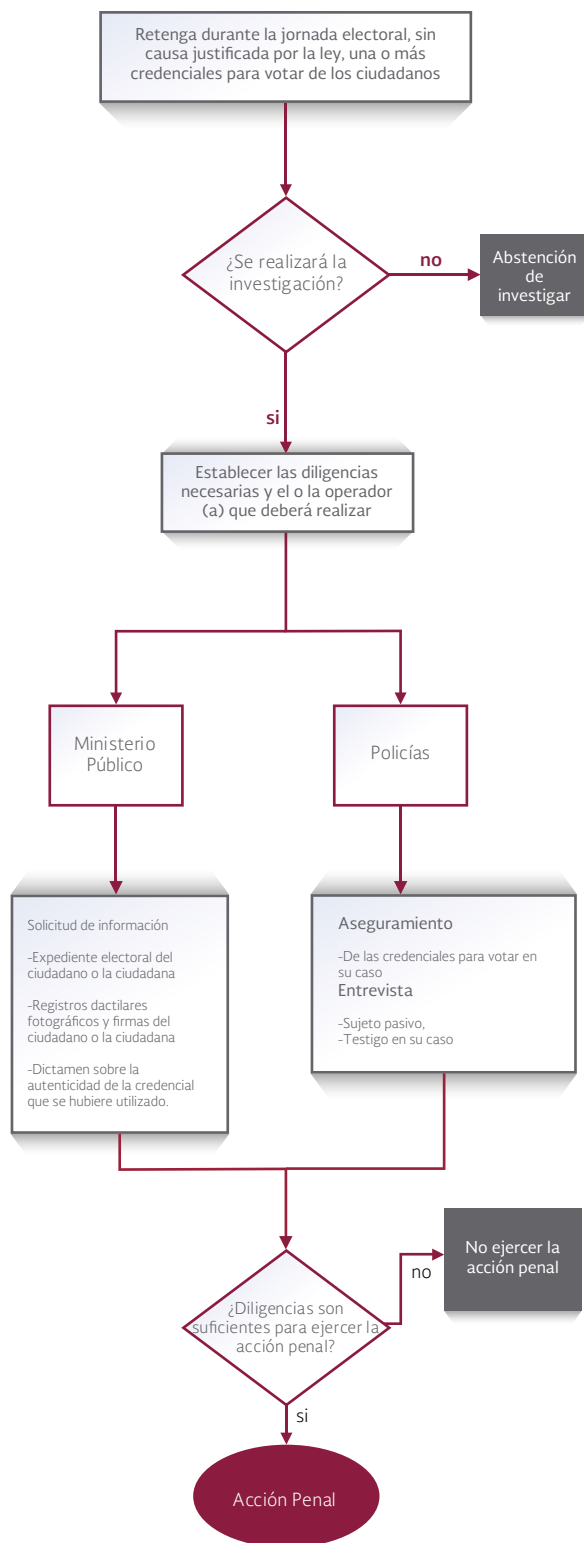 Retenga durante la jornada electoral, sin
causa justificada por la ley, una o más
credenciales para votar de los ciudadanos
¿Se realizará la
investigación?
no
Abstención
de
investigar
si
Establecer las diligencias
necesarias y el o la operador
(a) que deberá realizar
Ministerio
Público
Policías
Solicitud de información
-Expediente electoral del
ciudadano o la ciudadana
-Registros dactilares
fotográficos y firmas del
ciudadano o la ciudadana
-Dictamen sobre la
autenticidad de la credencial
que se hubiere utilizado.
Aseguramiento
-De las credenciales para votar en
su caso
Entrevista
-Sujeto pasivo,
-Testigo en su caso
No ejercer la
acción penal
no
¿Diligencias son
suficientes para ejercer la
acción penal?
si
Acción Penal